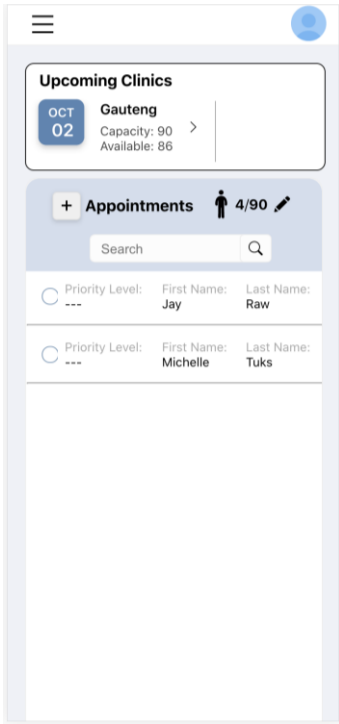 Upcoming Clinics
OCT
02
Gauteng
Capacity: 90
Available: 86
+ Appointments 4/90
Search
Priority Level: First Name: Last Name:
--- Jay Raw
Priority Level: First Name: Last Name:
--- Michelle Tuks